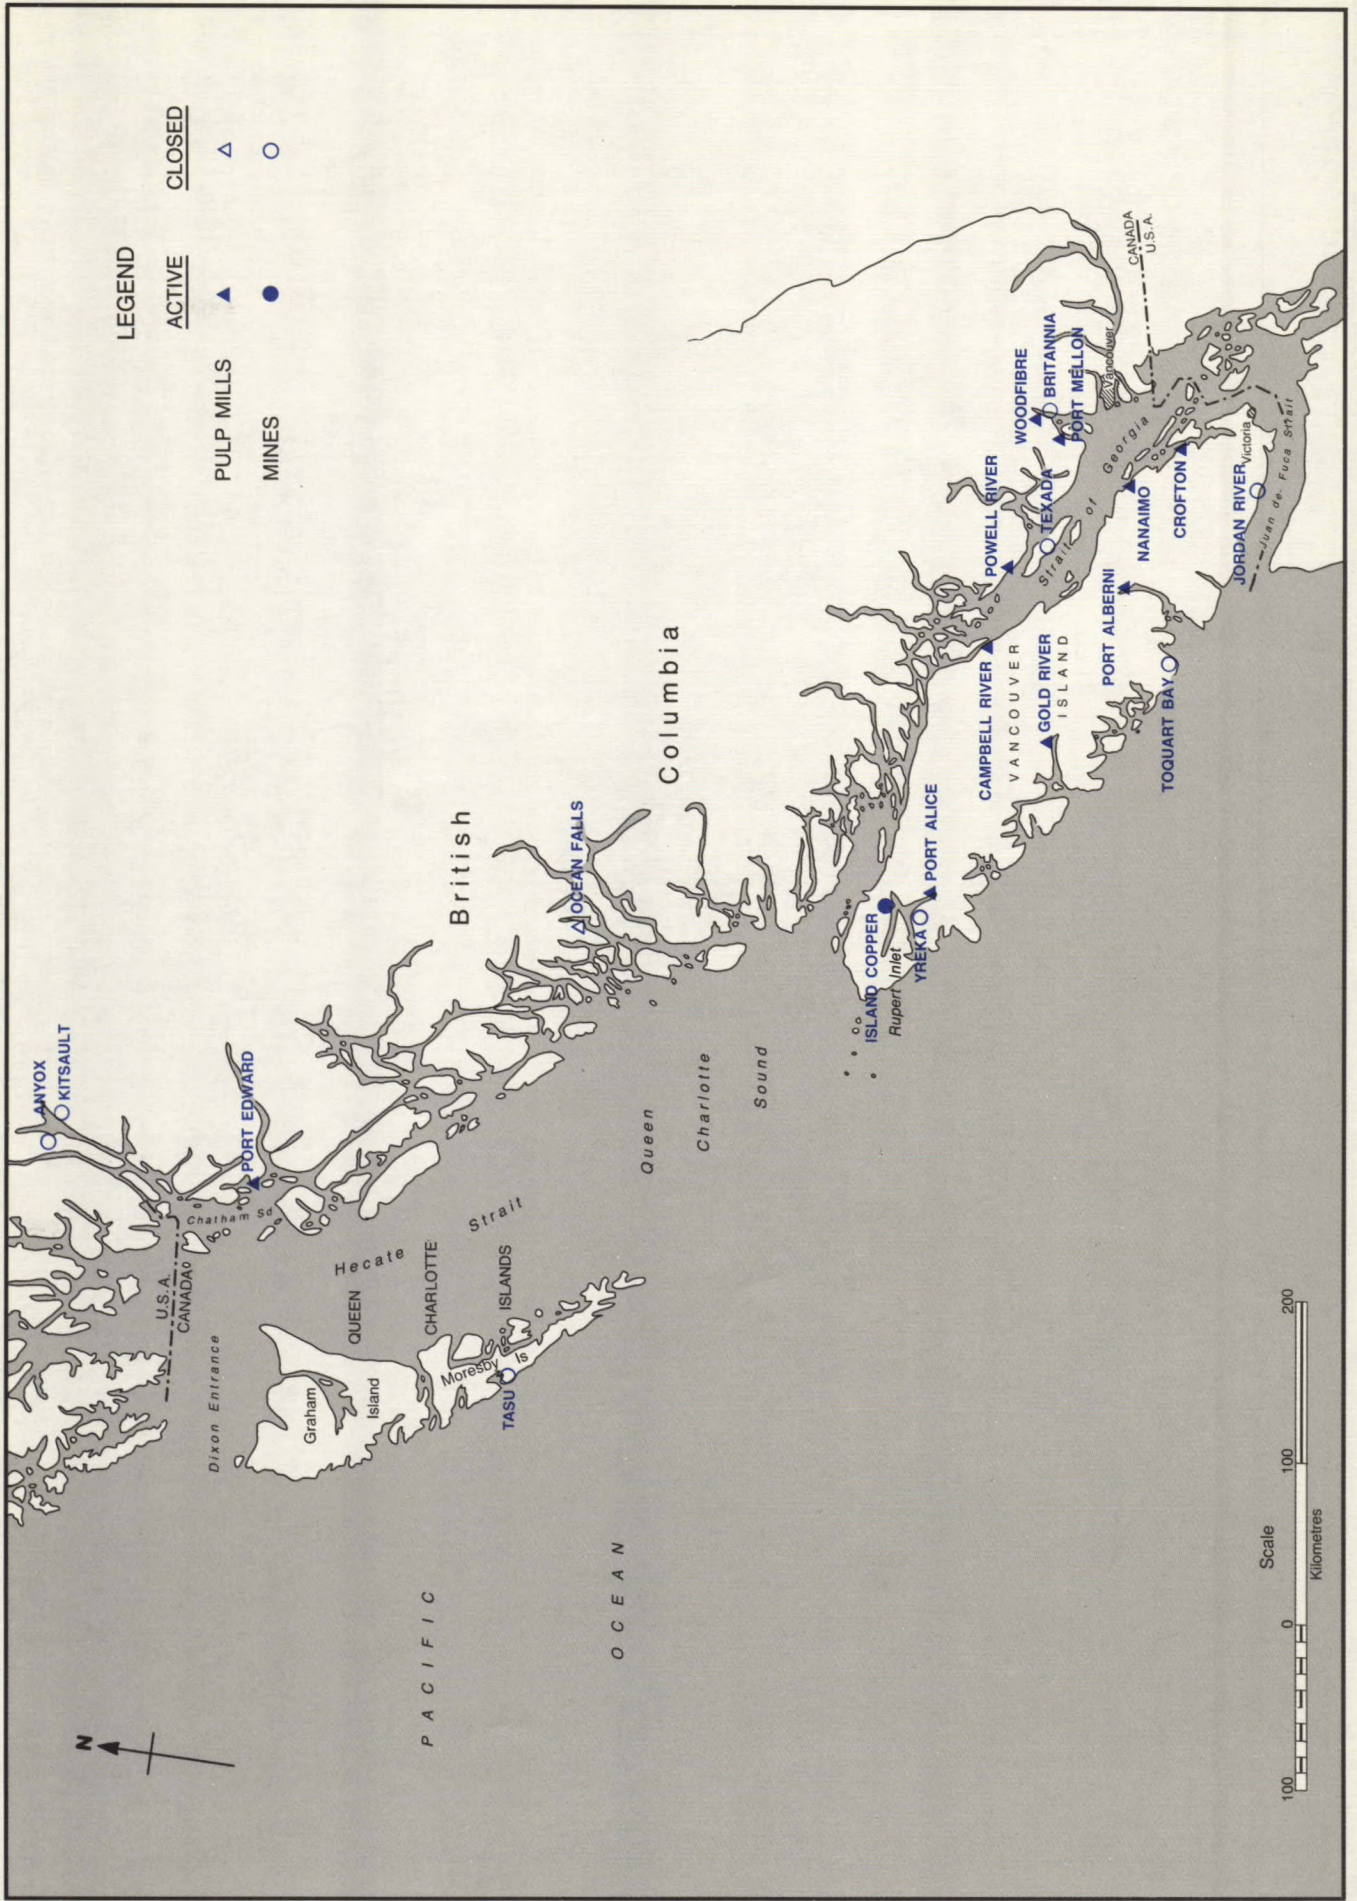 LEGEND
ACTIVE
CLOSED
PULP MILLS
MINES
N
ANYOX
KITSAULT
PORT EDWARD
U.S.A.
CANADA
Chatham Sd
Dixon Entrance
Hecate
Strait
QUEEN
CHARLOTTE
ISLANDS
Graham
Island
Moresby
Is
TASU
PACIFIC
OCEAN
British
Columbia
OCEAN FALLS
Queen
Charlotte
Sound
ISLAND COPPER
Rupert Inlet
YREKA
PORT ALICE
CAMPBELL RIVER
VANCOUVER
ISLAND
GOLD RIVER
POWELL RIVER
TEXADA
Strait of Georgia
WOODFIBRE
BRITANNIA
PORT MELLON
Vancouver
CANADA
U.S.A.
PORT ALBERNI
TOQUART BAY
NANAIMO
CROFTON
JORDAN RIVER
Victoria
Juan de Fuca Strait
Scale
100
0
100
200
Kilometres